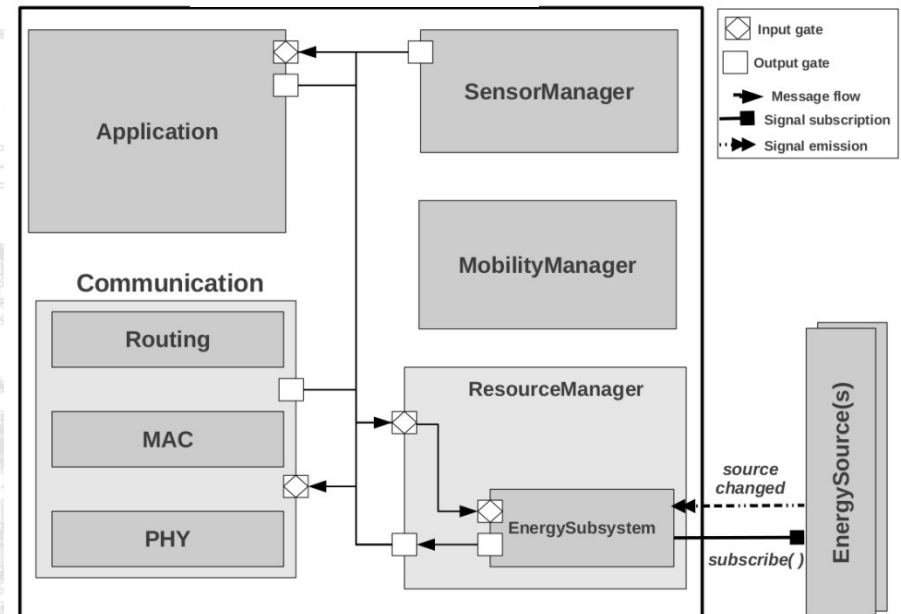 Input gate
Output gate
Message flow
Signal subscription
Signal emission
Application
SensorManager
MobilityManager
Communication
Routing
MAC
PHY
ResourceManager
EnergySubsystem
source
changed
subscribe( )
EnergySource(s)